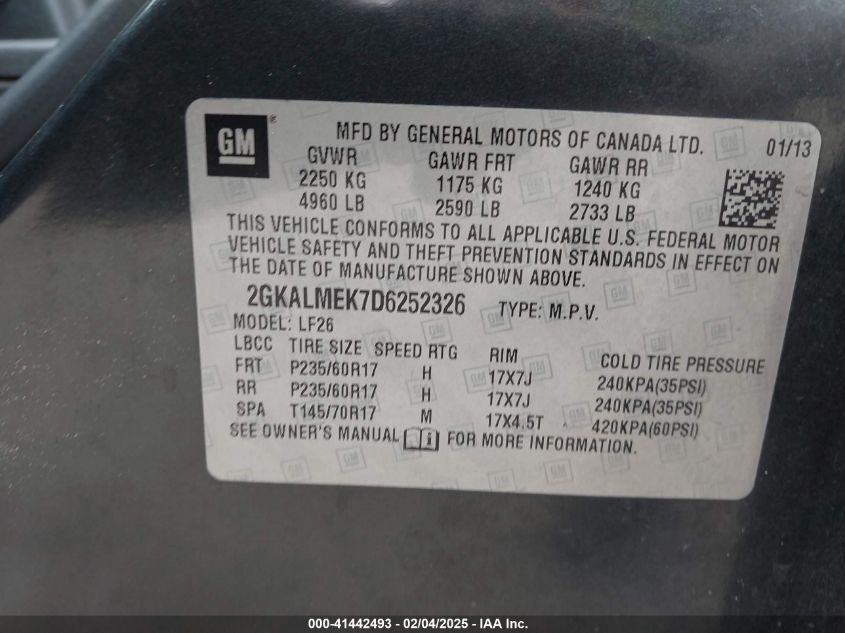 GM ® MFD BY GENERAL MOTORS OF CANADA LTD. 01/13
GVWR GAWR FRT GAWR RR
2250 KG 1175 KG 1240 KG
4960 LB 2590 LB 2733 LB
THIS VEHICLE CONFORMS TO ALL APPLICABLE U.S. FEDERAL MOTOR
VEHICLE SAFETY AND THEFT PREVENTION STANDARDS IN EFFECT ON
THE DATE OF MANUFACTURE SHOWN ABOVE.
2GKALMEK7D6252326 TYPE: M.P.V.
MODEL: LF26
LBCC TIRE SIZE SPEED RTG RIM COLD TIRE PRESSURE
FRT P235/60R17 H 17X7J 240KPA(35PSI)
RR P235/60R17 H 17X7J 240KPA(35PSI)
SPA T145/70R17 M 17X4.5T 420KPA(60PSI)
SEE OWNER'S MANUAL FOR MORE INFORMATION.
000-41442493 - 02/04/2025 - IAA Inc.